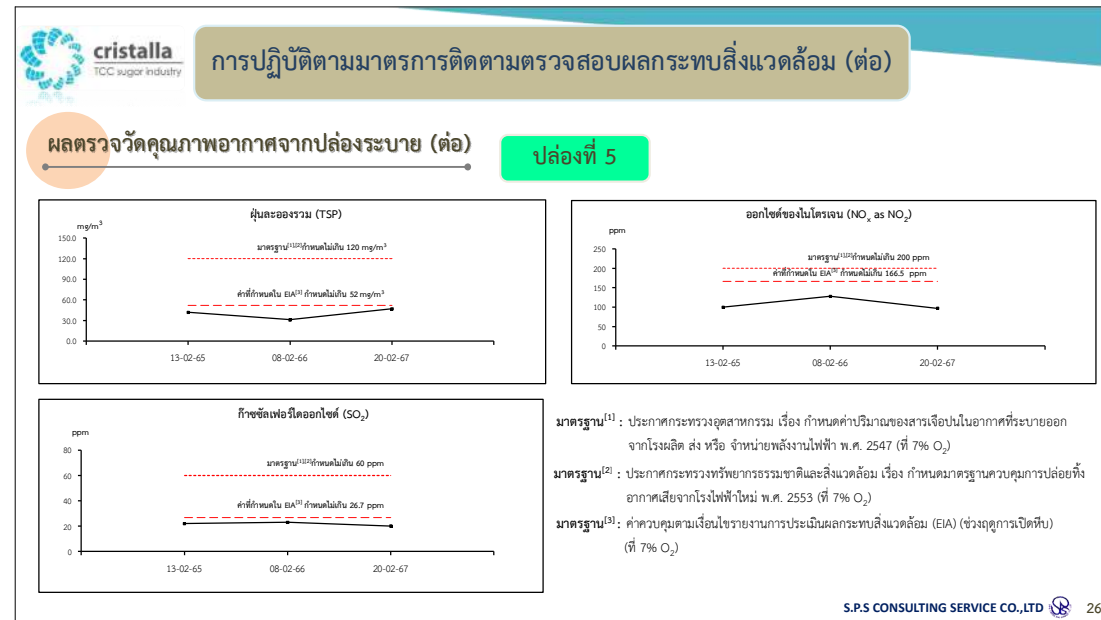 cristalla
TCC sugar industry
การปฏิบัติตามมาตรการติดตามตรวจสอบผลกระทบสิ่งแวดล้อม (ต่อ)
ผลตรวจวัดคุณภาพอากาศจากปล่องระบาย (ต่อ)
ปล่องที่ 5
ฝุ่นละอองรวม (TSP)
mg/m³
150.0
120.0
90.0
60.0
30.0
0.0
มาตรฐาน[1],[2]กำหนดไม่เกิน 120 mg/m³
ค่าที่กำหนดใน EIA[3] กำหนดไม่เกิน 52 mg/m³
13-02-65 08-02-66 20-02-67
ออกไซด์ของไนโตรเจน (NOx as NO2)
ppm
250
200
150
100
50
0
มาตรฐาน[1],[2]กำหนดไม่เกิน 200 ppm
ค่าที่กำหนดใน EIA[3] กำหนดไม่เกิน 166.5 ppm
13-02-65 08-02-66 20-02-67
ก๊าซซัลเฟอร์ไดออกไซด์ (SO2)
ppm
80
60
40
20
0
มาตรฐาน[1],[2]กำหนดไม่เกิน 60 ppm
ค่าที่กำหนดใน EIA[3] กำหนดไม่เกิน 26.7 ppm
13-02-65 08-02-66 20-02-67
มาตรฐาน[1] : ประกาศกระทรวงอุตสาหกรรม เรื่อง กำหนดค่าปริมาณของสารเจือปนในอากาศที่ระบายออก
จากโรงผลิต ส่ง หรือ จำหน่ายพลังงานไฟฟ้า พ.ศ. 2547 (ที่ 7% O2)
มาตรฐาน[2] : ประกาศกระทรวงทรัพยากรธรรมชาติและสิ่งแวดล้อม เรื่อง กำหนดมาตรฐานควบคุมการปล่อยทิ้ง
อากาศเสียจากโรงไฟฟ้าใหม่ พ.ศ. 2553 (ที่ 7% O2)
มาตรฐาน[3] : ค่าควบคุมตามเงื่อนไขรายงานการประเมินผลกระทบสิ่งแวดล้อม (EIA) (ช่วงฤดูการเปิดหีบ)
(ที่ 7% O2)
S.P.S CONSULTING SERVICE CO.,LTD 26